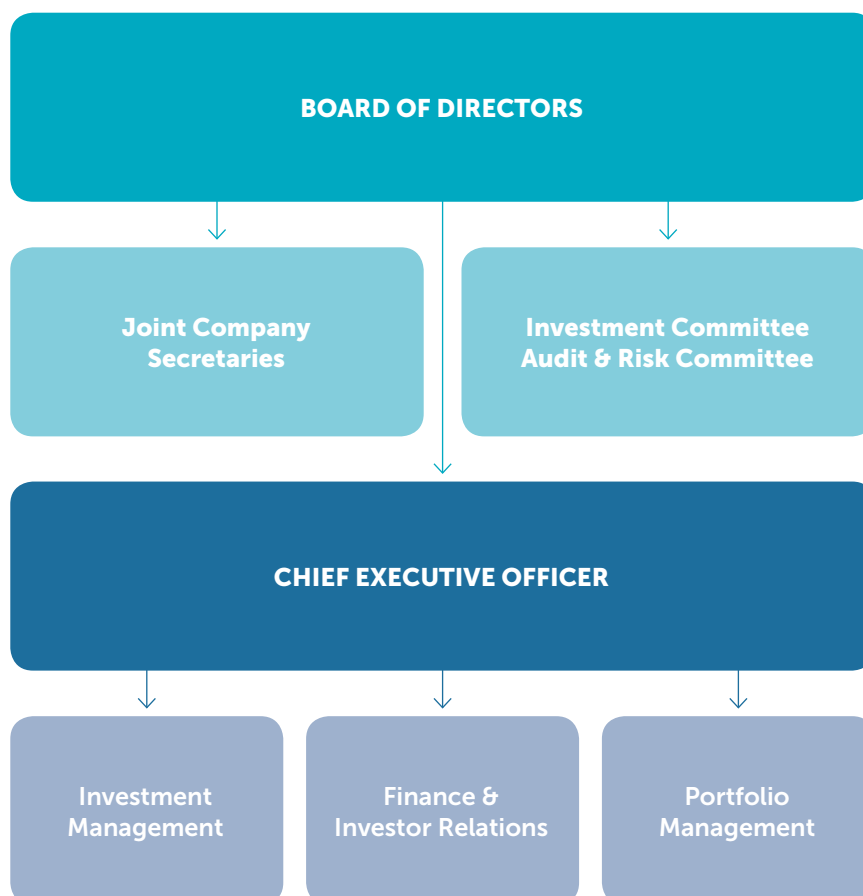 BOARD OF DIRECTORS
Joint Company
Secretaries
Investment Committee
Audit & Risk Committee
CHIEF EXECUTIVE OFFICER
Investment
Management
Finance &
Investor Relations
Portfolio
Management